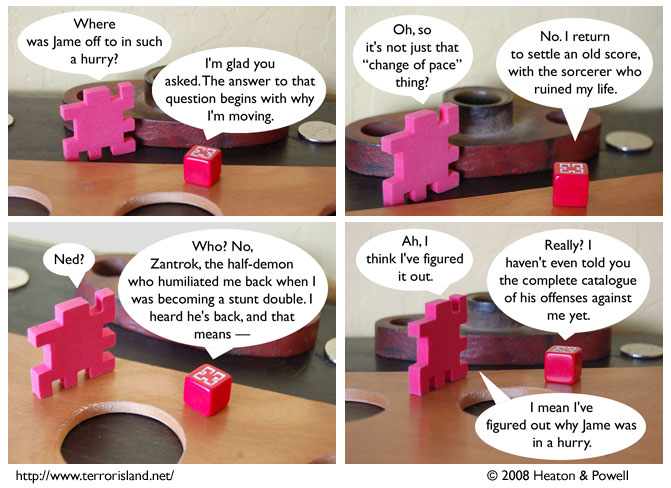 Where
was Jame off to in such
a hurry?
I'm glad you
asked. The answer to that
question begins with why
I'm moving.
Oh, so
it's not just that
“change of pace”
thing?
No. I return
to settle an old score,
with the sorcerer who
ruined my life.
Ned?
Who? No,
Zantrok, the half-demon
who humiliated me back when I
was becoming a stunt double. I
heard he's back, and that
means —
Ah, I
think I've figured
it out.
Really? I
haven't even told you
the complete catalogue
of his offenses against
me yet.
I mean I've
figured out why Jame was
in a hurry.
http://www.terrorisland.net/
© 2008 Heaton & Powell